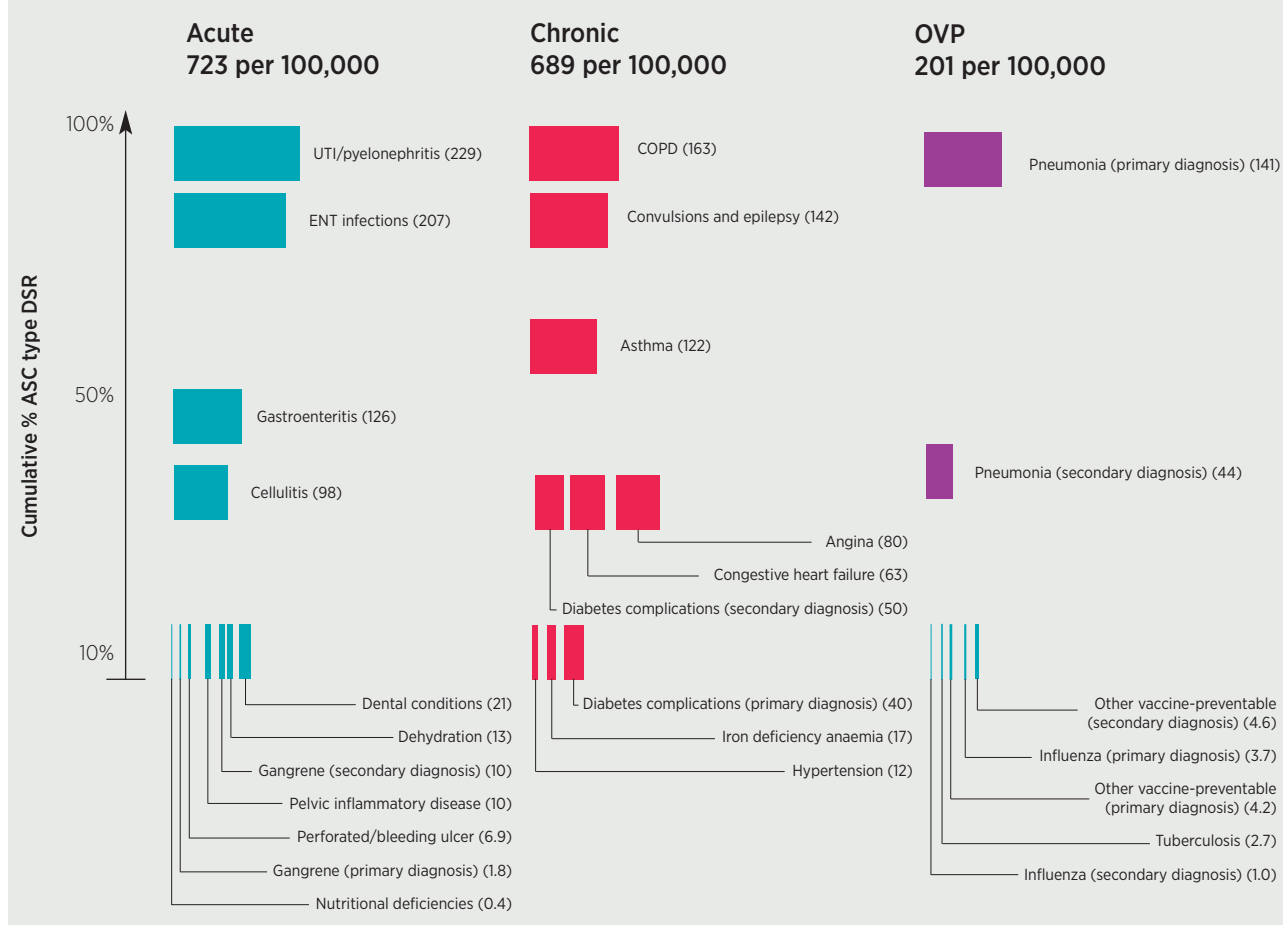 Acute
723 per 100,000
Chronic
689 per 100,000
OVP
201 per 100,000
Cumulative % ASC type DSR
100%
50%
10%
UTI/pyelonephritis (229)
ENT infections (207)
Gastroenteritis (126)
Cellulitis (98)
Dental conditions (21)
Dehydration (13)
Gangrene (secondary diagnosis) (10)
Pelvic inflammatory disease (10)
Perforated/bleeding ulcer (6.9)
Gangrene (primary diagnosis) (1.8)
Nutritional deficiencies (0.4)
COPD (163)
Convulsions and epilepsy (142)
Asthma (122)
Angina (80)
Congestive heart failure (63)
Diabetes complications (secondary diagnosis) (50)
Diabetes complications (primary diagnosis) (40)
Iron deficiency anaemia (17)
Hypertension (12)
Pneumonia (primary diagnosis) (141)
Pneumonia (secondary diagnosis) (44)
Other vaccine-preventable
(secondary diagnosis) (4.6)
Influenza (primary diagnosis) (3.7)
Other vaccine-preventable
(primary diagnosis) (4.2)
Tuberculosis (2.7)
Influenza (secondary diagnosis) (1.0)